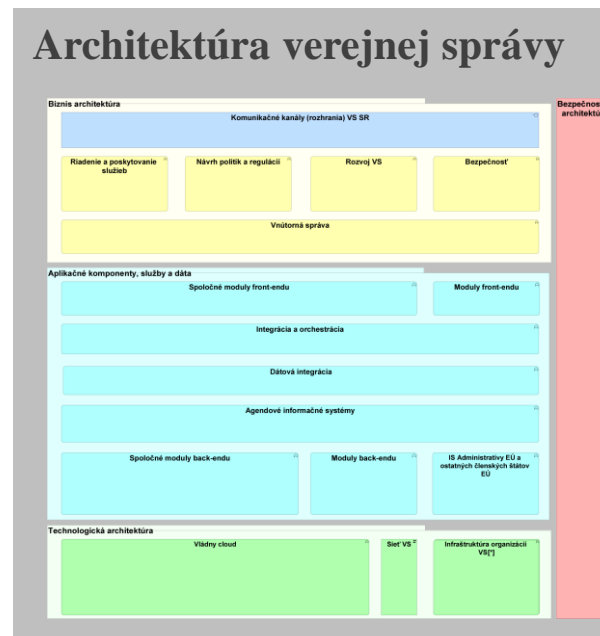 Architektúra verejnej správy
Biznis architektúra
Komunikačné kanály (rozhrania) VS SR
Riadenie a poskytovanie
služieb
Návrh politík a regulácií
Rozvoj VS
Bezpečnosť
Vnútorná správa
Aplikačné komponenty, služby a dáta
Spoločné moduly front-endu
Moduly front-endu
Integrácia a orchestrácia
Dátová integrácia
Agendové informačné systémy
Spoločné moduly back-endu
Moduly back-endu
IS Administratívy EÚ a
ostatných členských štátov
EÚ
Technologická architektúra
Vládny cloud
Sieť VS
Infraštruktúra organizácií
VS[*]
Bezpečnos
architektú